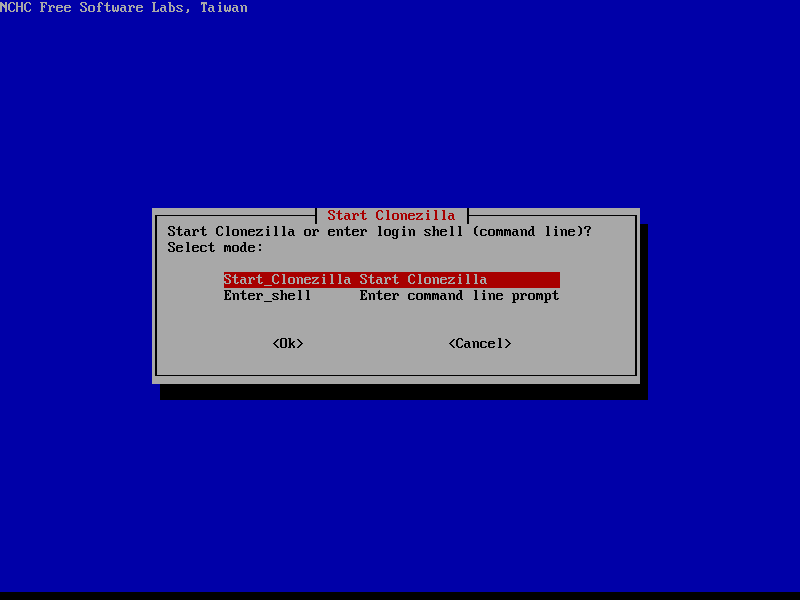 NCHC Free Software Labs, Taiwan
Start Clonezilla
Start Clonezilla or enter login shell (command line)?
Select mode:
Start_Clonezilla Start Clonezilla
Enter_shell Enter command line prompt
<Ok> <Cancel>